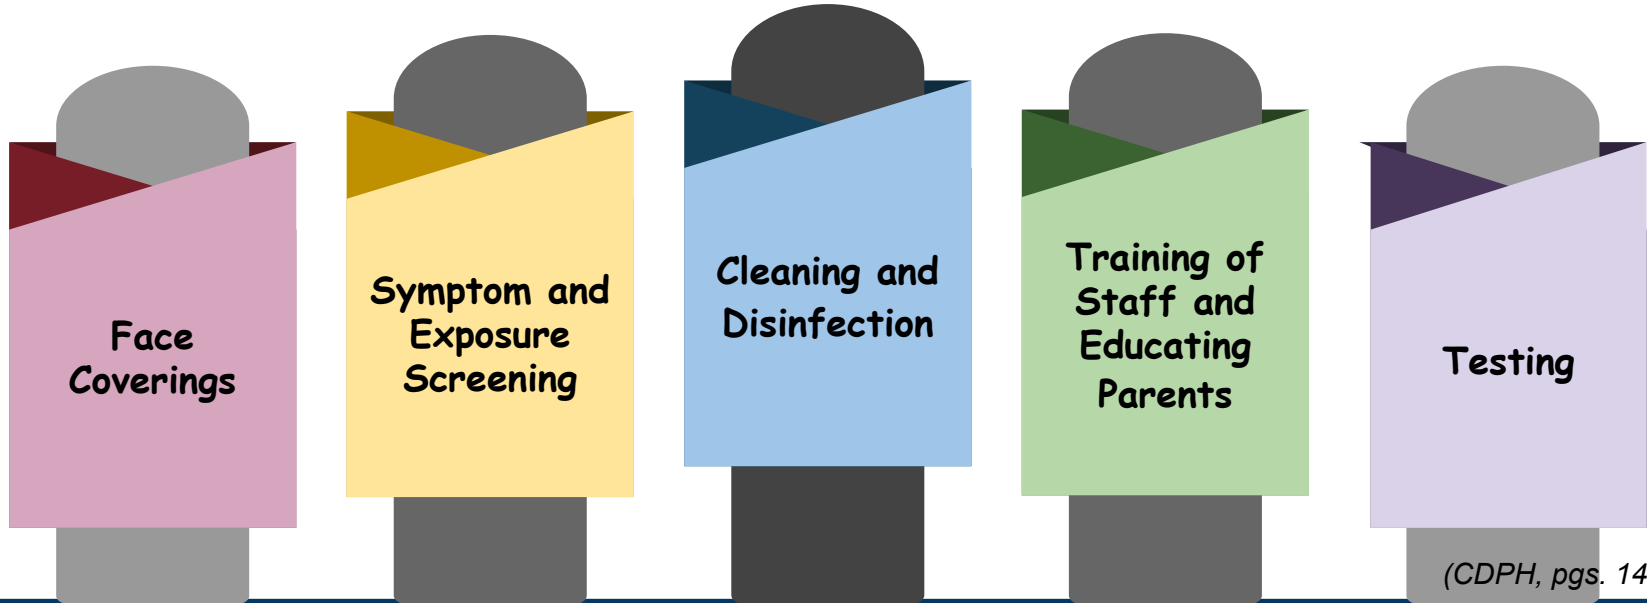 Face
Coverings
Symptom and
Exposure
Screening
Cleaning and
Disinfection
Training of
Staff and
Educating
Parents
Testing
(CDPH, pgs. 14